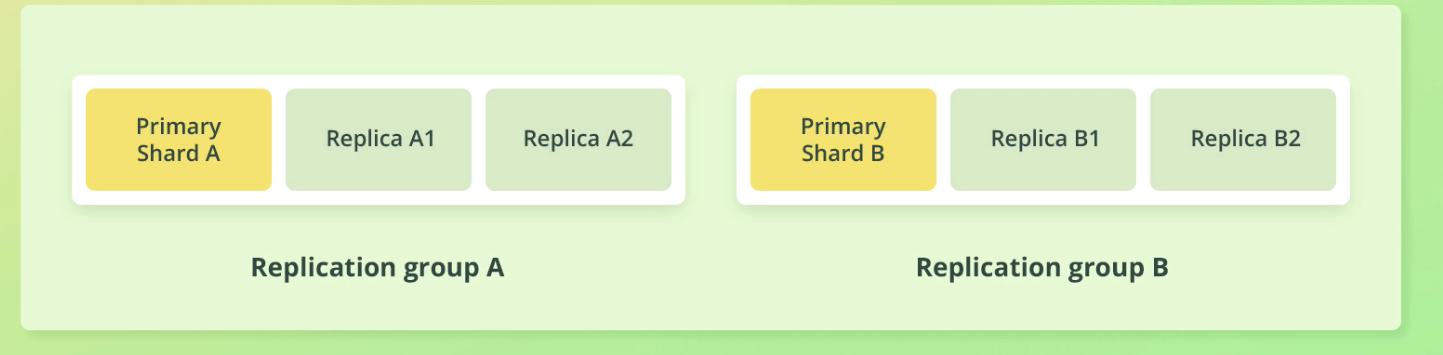 Primary
Shard A
Replica A1
Replica A2
Primary
Shard B
Replica B1
Replica B2
Replication group A
Replication group B